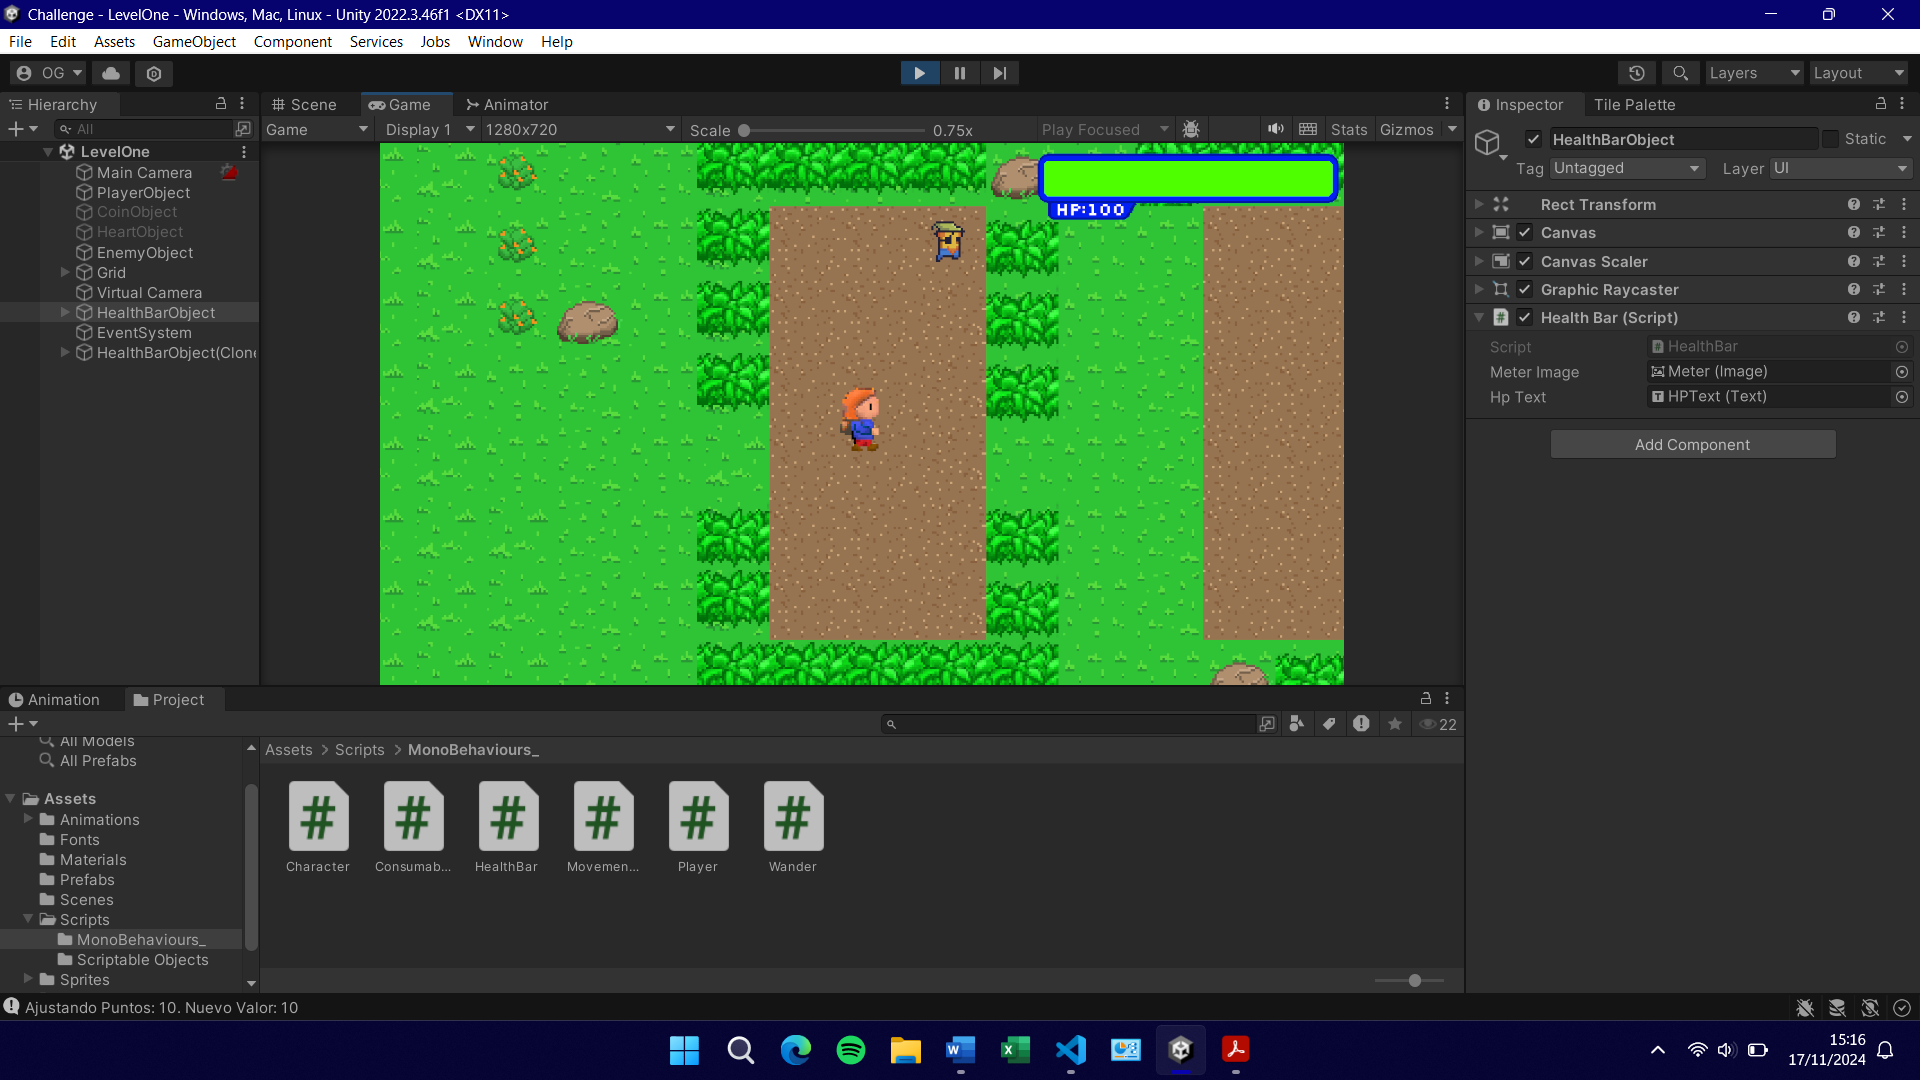 Challenge - LevelOne - Windows, Mac, Linux - Unity 2022.3.46f1 <DX11>
File Edit Assets GameObject Component Services Jobs Window Help
OG
Layers Layout
Hierarchy
All
LevelOne
Main Camera
PlayerObject
CoinObject
HeartObject
EnemyObject
Grid
Virtual Camera
HealthBarObject
EventSystem
HealthBarObject(Clone
Scene Game Animator
Game Display 1 1280x720 Scale 0.75x Play Focused Stats Gizmos
HP:100
Inspector Tile Palette
HealthBarObject Static
Tag Untagged Layer UI
Rect Transform
Canvas
Canvas Scaler
Graphic Raycaster
Health Bar (Script)
Script HealthBar
Meter Image Meter (Image)
Hp Text HPText (Text)
Add Component
Animation Project
22
All Models
All Prefabs
Assets
Animations
Fonts
Materials
Prefabs
Scenes
Scripts
MonoBehaviours_
Scriptable Objects
Sprites
Assets > Scripts > MonoBehaviours_
Character Consumab... HealthBar Movemen... Player Wander
Ajustando Puntos: 10. Nuevo Valor: 10
15:16
17/11/2024